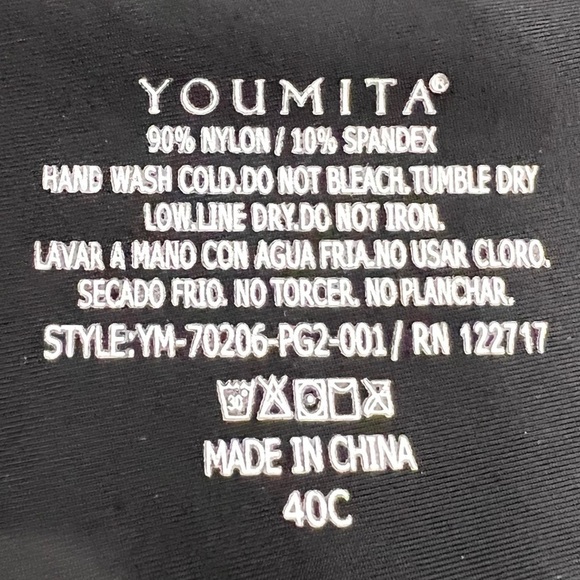 YOUMITA®
90% NYLON / 10% SPANDEX
HAND WASH COLD.DO NOT BLEACH.TUMBLE DRY
LOW.LINE DRY.DO NOT IRON.
LAVAR A MANO CON AGUA FRIA.NO USAR CLORO.
SECADO FRIO. NO TORCER. NO PLANCHAR.
STYLE:YM-70206-PG2-001/ RN 122717
30°
MADE IN CHINA
40C